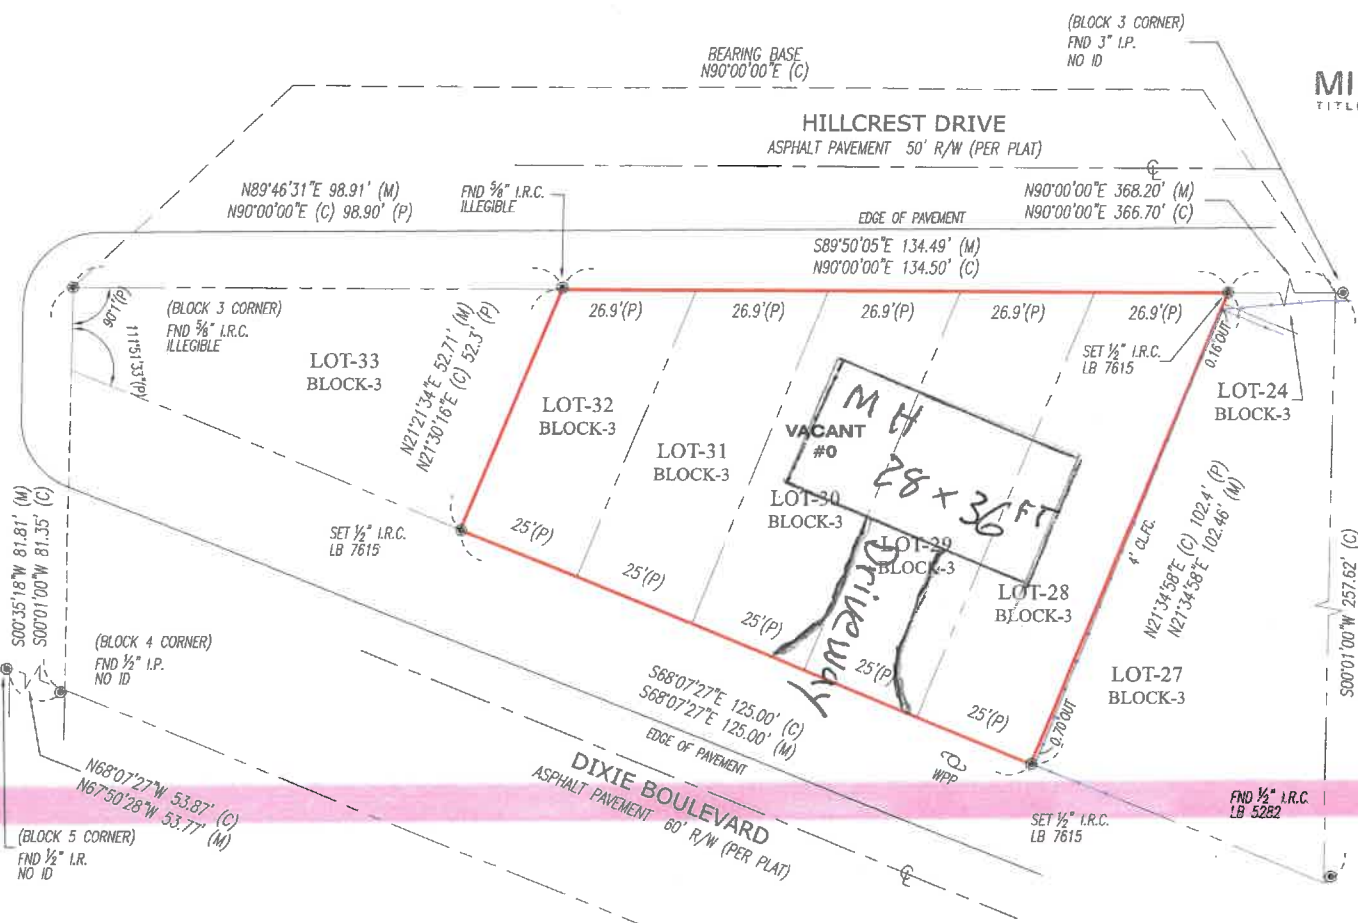 (BLOCK 3 CORNER)
FND 3" I.P.
NO ID
BEARING BASE
N90°00'00"E (C)
MI
TITL
HILLCREST DRIVE
ASPHALT PAVEMENT 50' R/W (PER PLAT)
N89°46'31"E 98.91' (M)
N90°00'00"E (C) 98.90' (P)
FND 5/8" I.R.C.
ILLEGIBLE
N90°00'00"E 368.20' (M)
N90°00'00"E 366.70' (C)
EDGE OF PAVEMENT
S89°50'05"E 134.49' (M)
N90°00'00"E 134.50' (C)
90°1'(P)
(BLOCK 3 CORNER)
FND 5/8" I.R.C.
ILLEGIBLE
111°51'33"(P)
26.9'(P)
26.9'(P)
26.9'(P)
26.9'(P)
26.9'(P)
N21°21'34"E 52.71' (M)
N21°30'16"E (C) 52.3' (P)
SET 1/2" I.R.C.
LB 7615
0.16'OUT
LOT-33
BLOCK-3
LOT-24
BLOCK-3
LOT-32
BLOCK-3
MH
VACANT
#0
28 x 36 FT
LOT-31
BLOCK-3
LOT-30
BLOCK-3
LOT-29
BLOCK-3
LOT-28
BLOCK-3
Driveway
4' CLFC.
N21°34'58"E (C) 102.4' (P)
N21°34'58"E 102.46' (M)
S00°01'00"W 257.62' (C)
SET 1/2" I.R.C.
LB 7615
25'(P)
25'(P)
25'(P)
25'(P)
25'(P)
S00°35'18"W 81.81' (M)
S00°01'00"W 81.35' (C)
(BLOCK 4 CORNER)
FND 1/2" I.P.
NO ID
LOT-27
BLOCK-3
S68°07'27"E 125.00' (C)
S68°07'27"E 125.00' (M)
EDGE OF PAVEMENT
0.70'OUT
WPP
DIXIE BOULEVARD
ASPHALT PAVEMENT 60' R/W (PER PLAT)
N68°07'27"W 53.87' (C)
N67°50'28"W 53.77' (M)
FND 1/2" I.R.C.
LB 5282
SET 1/2" I.R.C.
LB 7615
(BLOCK 5 CORNER)
FND 1/2" I.R.
NO ID